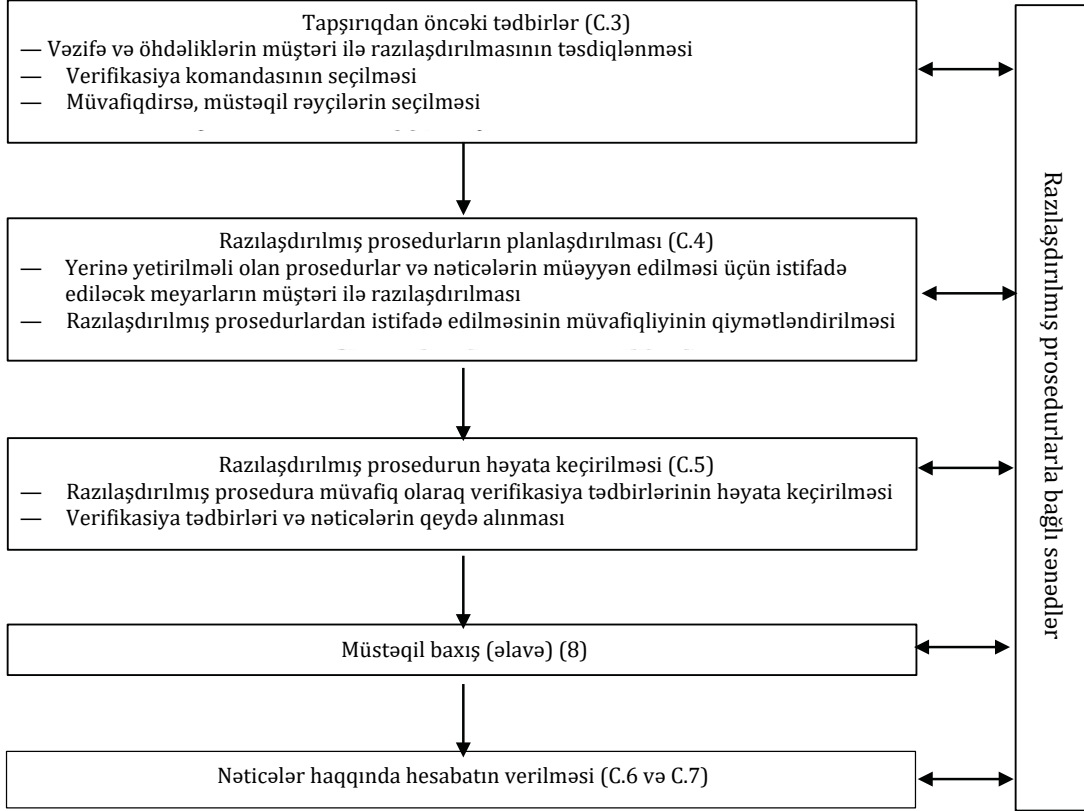 Tapşırıqdan öncəki tədbirlər (C.3)
— Vəzifə və öhdəliklərin müştəri ilə razılaşdırılmasının təsdiqlənməsi
— Verifikasiya komandasının seçilməsi
— Müvafiqdirsə, müstəqil rəyçilərin seçilməsi
Razılaşdırılmış prosedurların planlaşdırılması (C.4)
— Yerinə yetirilməli olan prosedurlar və nəticələrin müəyyən edilməsi üçün istifadə
ediləcək meyarların müştəri ilə razılaşdırılması
— Razılaşdırılmış prosedurlardan istifadə edilməsinin müvafiqliyinin qiymətləndirilməsi
Razılaşdırılmış prosedurun həyata keçirilməsi (C.5)
— Razılaşdırılmış prosedura müvafiq olaraq verifikasiya tədbirlərinin həyata keçirilməsi
— Verifikasiya tədbirləri və nəticələrin qeydə alınması
Müstəqil baxış (əlavə) (8)
Nəticələr haqqında hesabatın verilməsi (C.6 və C.7)
Razılaşdırılmış prosedurlarla bağlı sənədlər